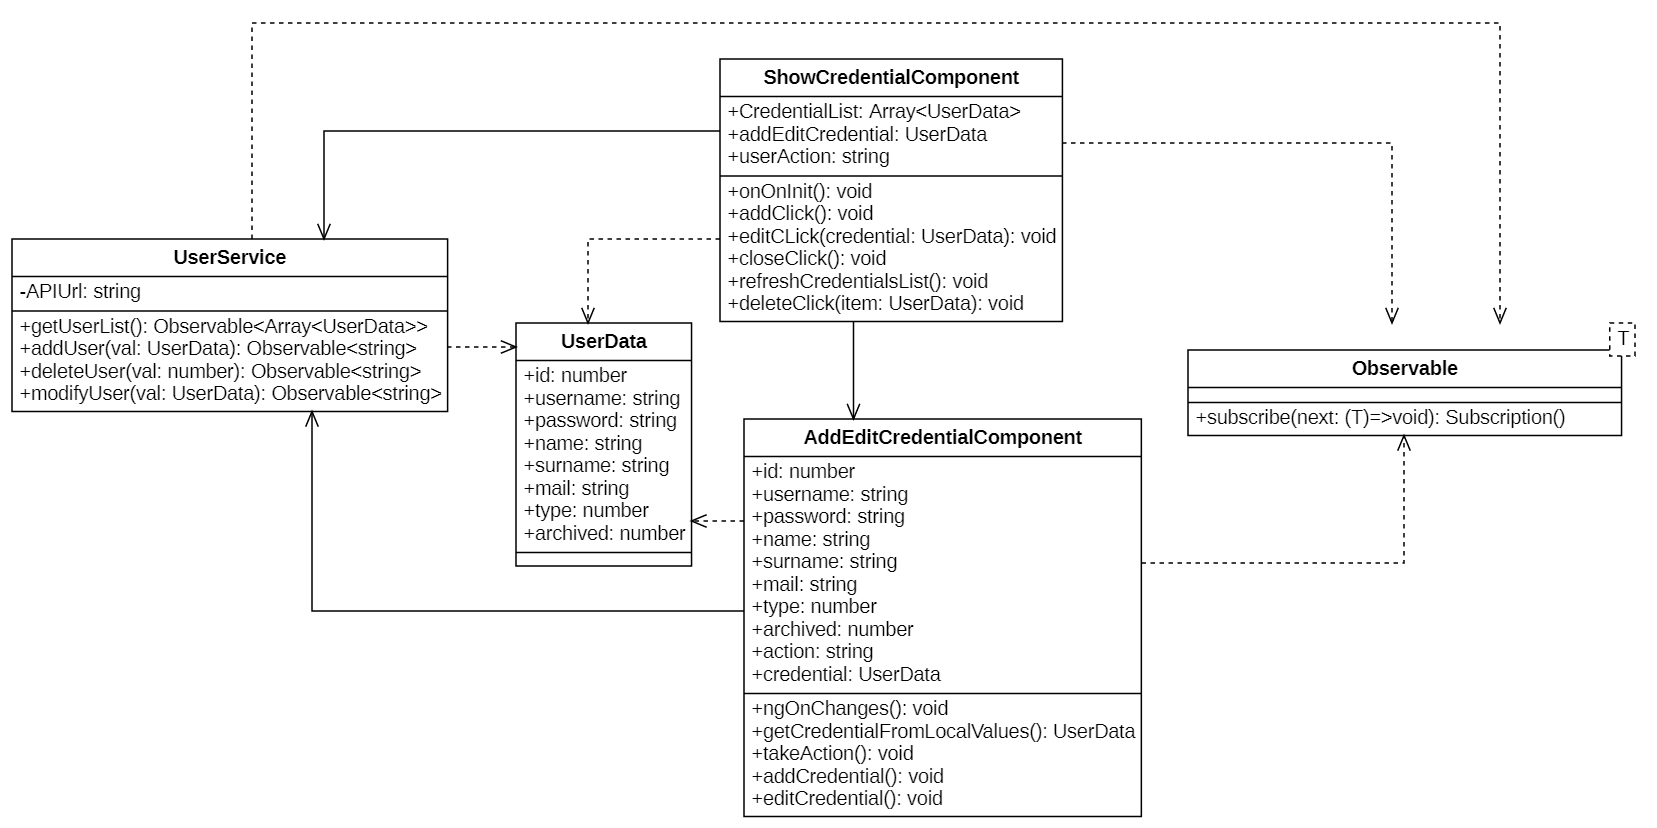 ShowCredentialComponent
+CredentialList: Array<UserData>
+addEditCredential: UserData
+userAction: string
+onOnInit(): void
+addClick(): void
+editCLick(credential: UserData): void
+closeClick(): void
+refreshCredentialsList(): void
+deleteClick(item: UserData): void
UserService
-APIUrl: string
+getUserList(): Observable<Array<UserData>>
+addUser(val: UserData): Observable<string>
+deleteUser(val: number): Observable<string>
+modifyUser(val: UserData): Observable<string>
UserData
+id: number
+username: string
+password: string
+name: string
+surname: string
+mail: string
+type: number
+archived: number
T
Observable
+subscribe(next: (T)=>void): Subscription()
AddEditCredentialComponent
+id: number
+username: string
+password: string
+name: string
+surname: string
+mail: string
+type: number
+archived: number
+action: string
+credential: UserData
+ngOnChanges(): void
+getCredentialFromLocalValues(): UserData
+takeAction(): void
+addCredential(): void
+editCredential(): void